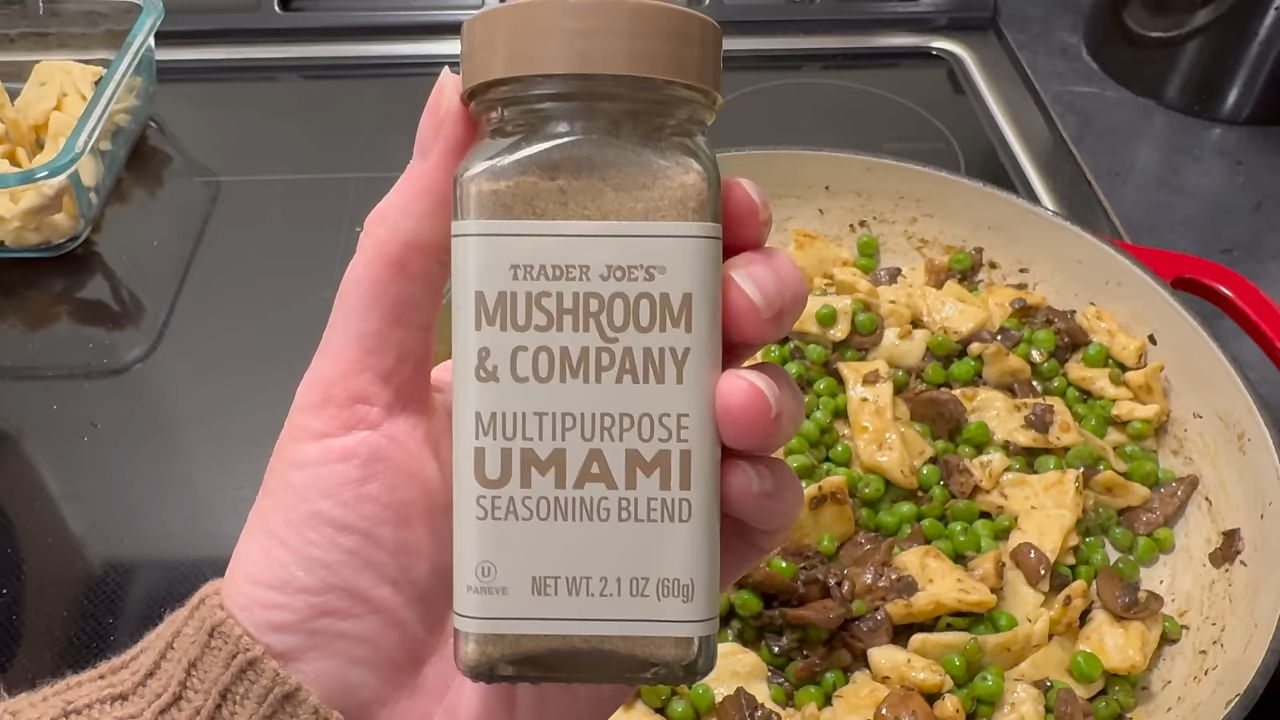 TRADER JOE'S®
MUSHROOM
& COMPANY
MULTIPURPOSE
UMAMI
SEASONING BLEND
U
PAREVE
NET WT. 2.1 OZ (60g)